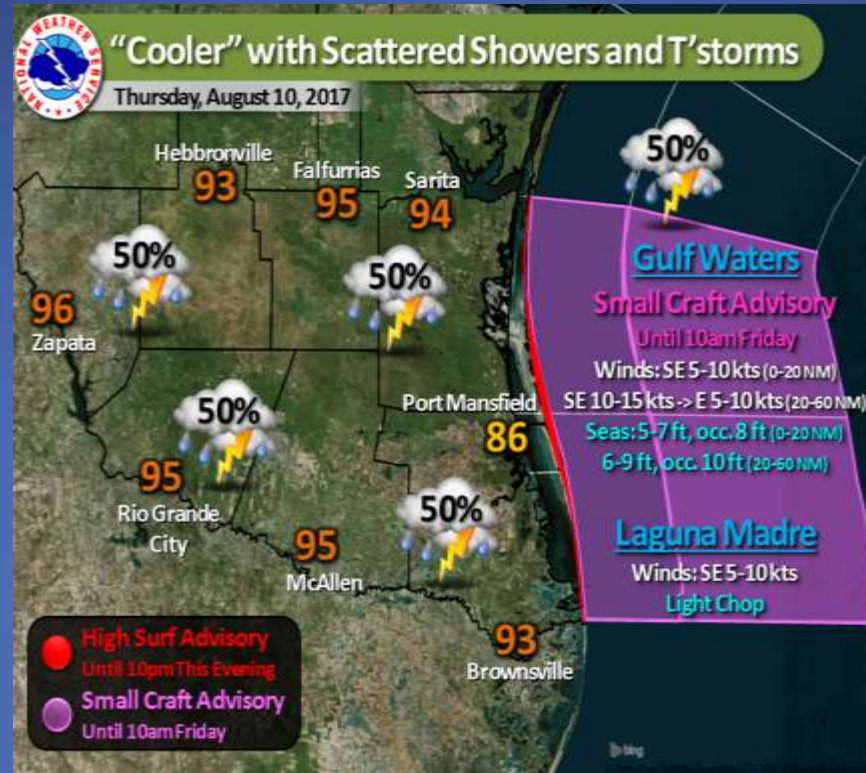 NATIONAL WEATHER SERVICE
“Cooler” with Scattered Showers and T’storms
Thursday, August 10, 2017
50%
Hebbronville
93
Falfurrias
95
Sarita
94
50%
50%
96
Zapata
Gulf Waters
Small Craft Advisory
Until 10am Friday
Winds: SE 5-10 kts (0-20 NM)
SE 10-15 kts -> E 5-10 kts (20-60 NM)
Seas: 5-7 ft, occ. 8 ft (0-20 NM)
6-9 ft, occ. 10 ft (20-60 NM)
Port Mansfield
86
50%
95
Rio Grande
City
95
McAllen
50%
Laguna Madre
Winds: SE 5-10 kts
Light Chop
93
Brownsville
High Surf Advisory
Until 10pm This Evening
Small Craft Advisory
Until 10am Friday
bing